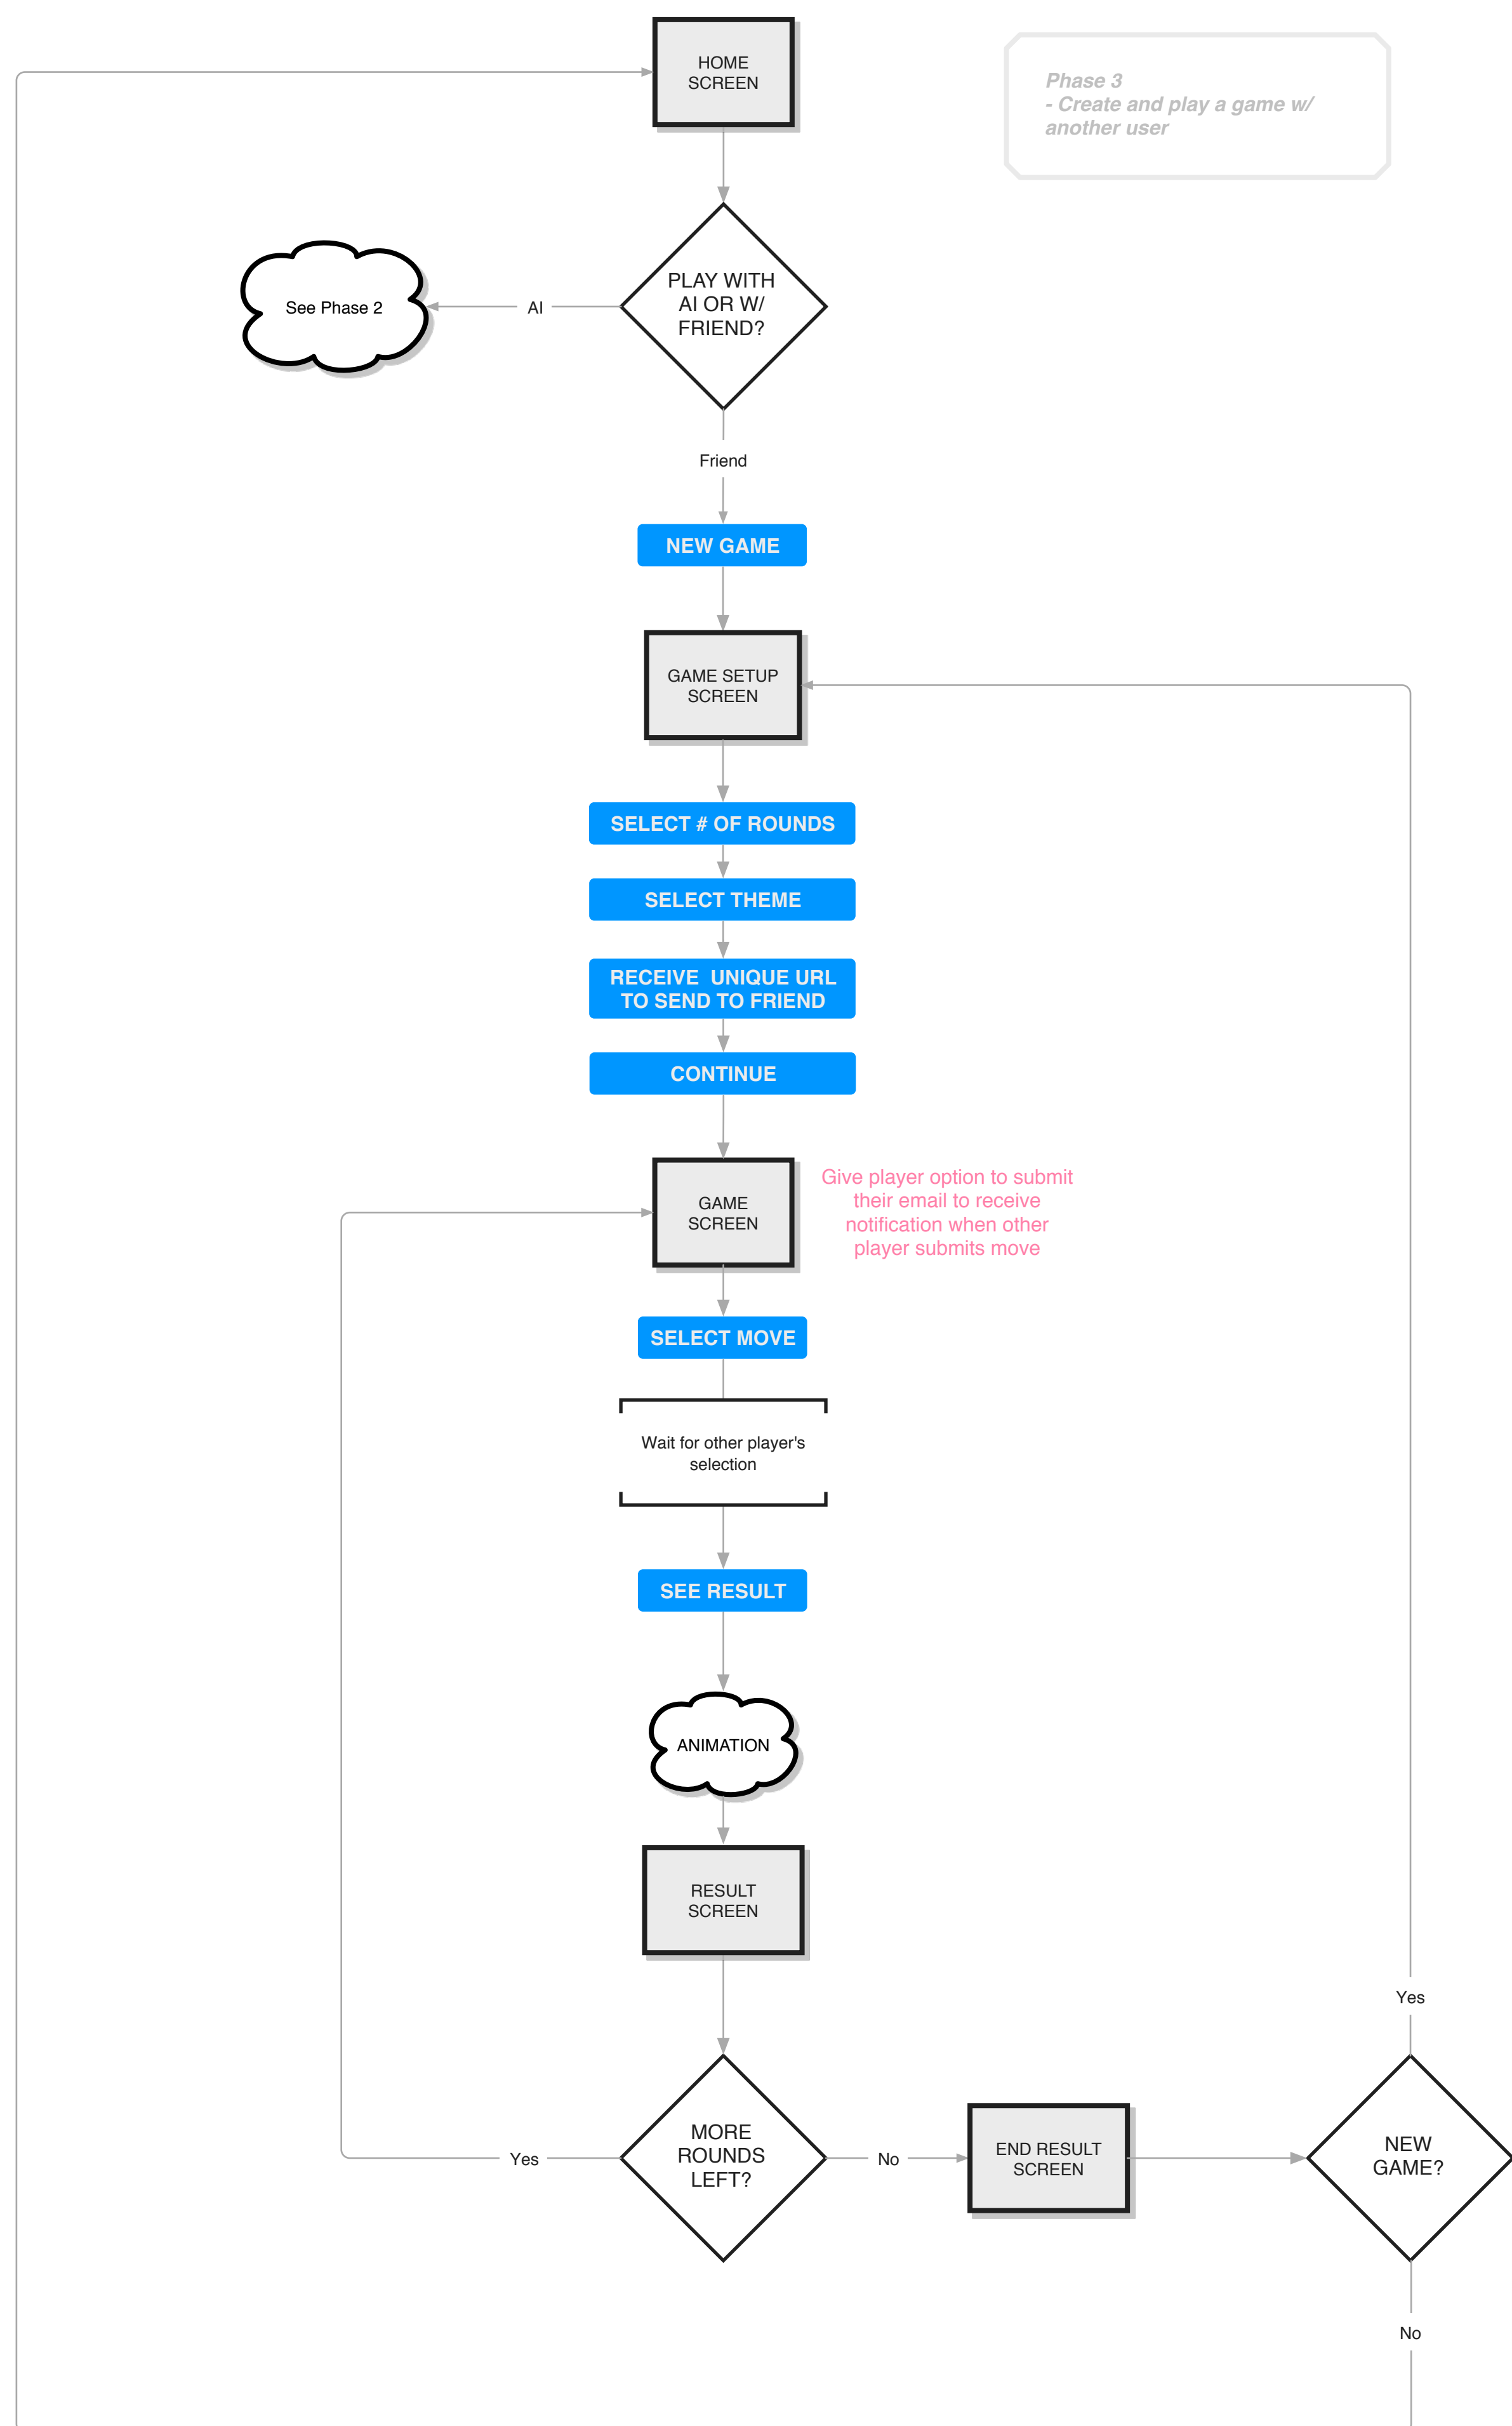 HOME
SCREEN
Phase 3
- Create and play a game w/
another user
PLAY WITH
AI OR W/
FRIEND?
AI
See Phase 2
Friend
NEW GAME
GAME SETUP
SCREEN
SELECT # OF ROUNDS
SELECT THEME
RECEIVE UNIQUE URL
TO SEND TO FRIEND
CONTINUE
GAME
SCREEN
Give player option to submit
their email to receive
notification when other
player submits move
SELECT MOVE
Wait for other player's
selection
SEE RESULT
ANIMATION
RESULT
SCREEN
Yes
MORE
ROUNDS
LEFT?
Yes
No
END RESULT
SCREEN
NEW
GAME?
No